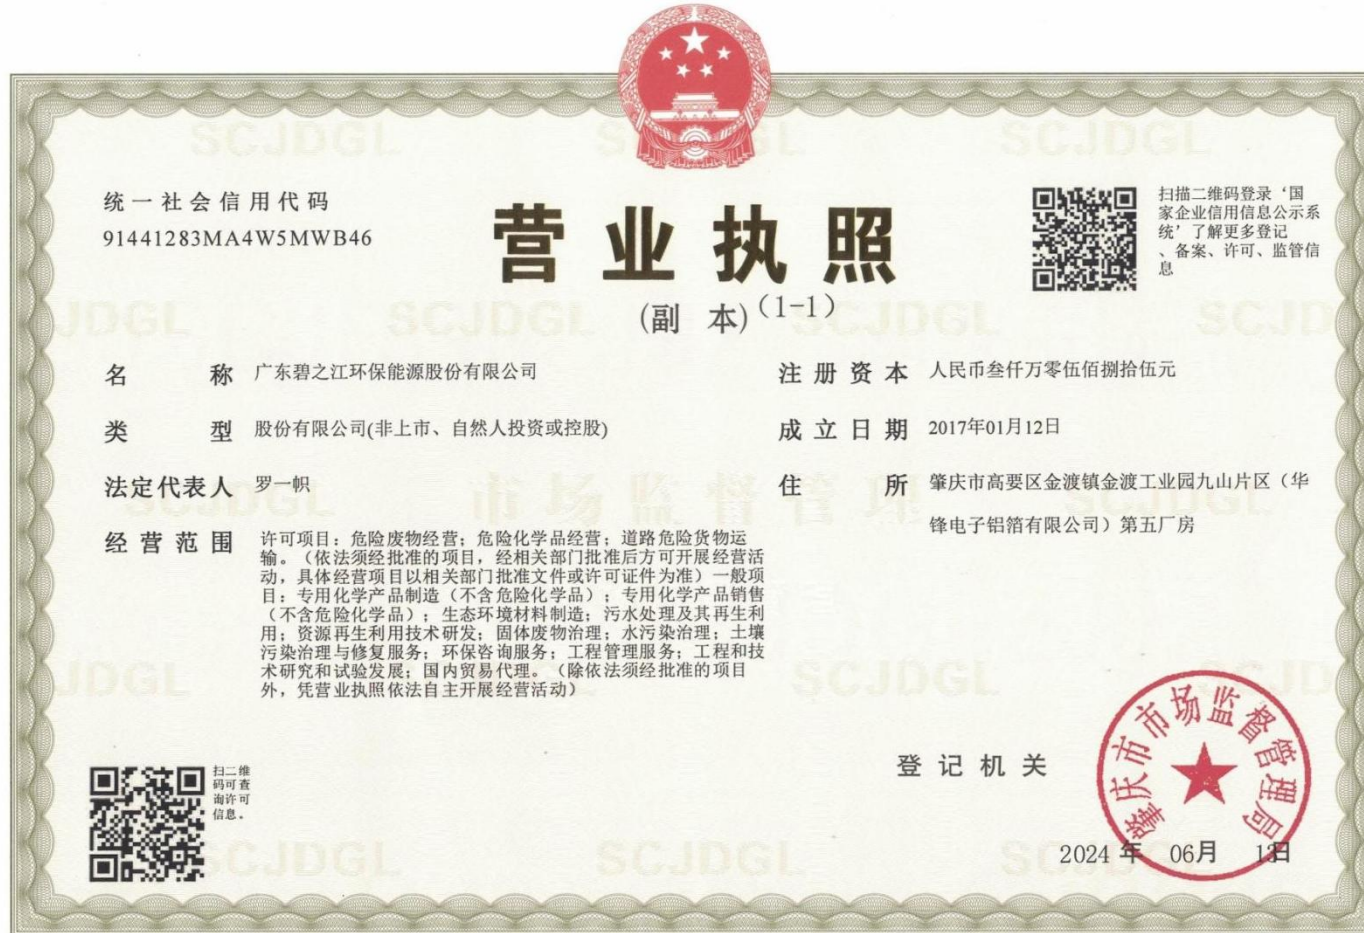 统一社会信用代码
91441283MA4W5MWB46
营业执照
(副 本)(1-1)
扫描二维码登录‘国
家企业信用信息公示系
统’了解更多登记
、备案、许可、监管信
息
名 称 广东碧之江环保能源股份有限公司
类 型 股份有限公司(非上市、自然人投资或控股)
法定代表人 罗一帜
经营范围 许可项目：危险废物经营；危险化学品经营；道路危险货物运
输。（依法须经批准的项目，经相关部门批准后方可开展经营活
动，具体经营项目以相关部门批准文件或许可证件为准）一般项
目：专用化学产品制造（不含危险化学品）；专用化学产品销售
（不含危险化学品）；生态环境材料制造；污水处理及其再生利
用；资源再生利用技术研发；固体废物治理；水污染治理；土壤
污染治理与修复服务；环保咨询服务；工程管理服务；工程和技
术研究和试验发展；国内贸易代理。（除依法须经批准的项目
外，凭营业执照依法自主开展经营活动）
注册资本 人民币叁仟万零伍佰捌拾伍元
成立日期 2017年01月12日
住 所 肇庆市高要区金渡镇金渡工业园九山片区（华
锋电子铝箔有限公司）第五厂房
扫二维
码可查
询许可
信息。
登记机关
肇庆市市场监督管理局
2024 年 06月 13日
SCJDGL
市场监督管理